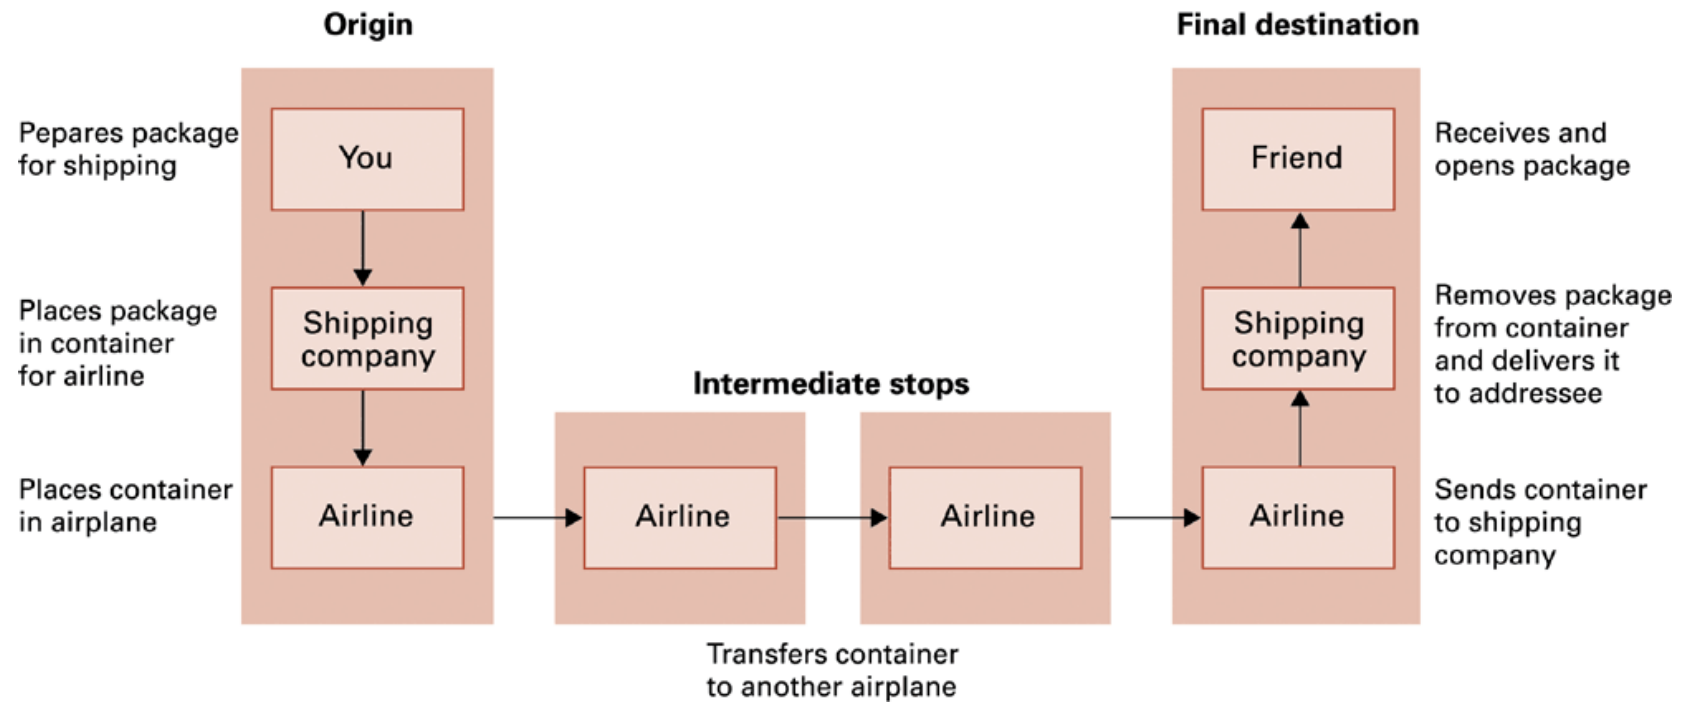 Origin
Final destination
Pepares package
for shipping
You
Friend
Receives and
opens package
Places package
in container
for airline
Shipping
company
Shipping
company
Removes package
from container
and delivers it
to addressee
Intermediate stops
Places container
in airplane
Airline
Airline
Airline
Airline
Sends container
to shipping
company
Transfers container
to another airplane